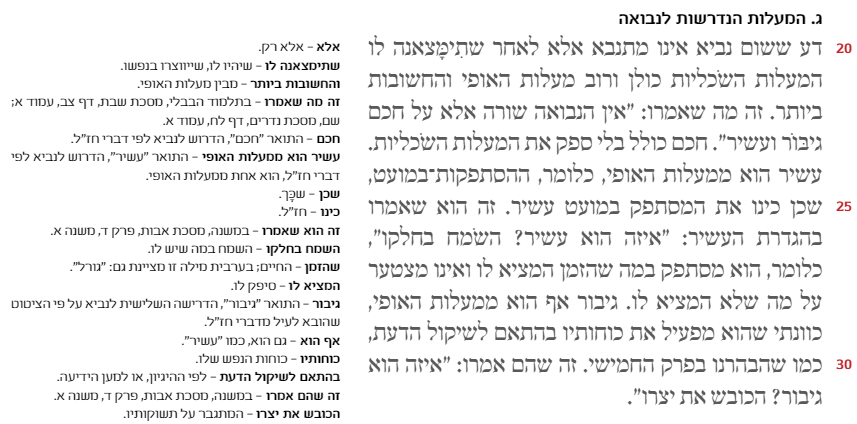 ג. המעלות הנדרשות לנבואה
20 דע ששום נביא אינו מתנבא אלא לאחר שתימָצאנה לו
המעלות השׂכליות כולן ורוב מעלות האופי והחשובות
ביותר. זה מה שאמרו: "אין הנבואה שורה אלא על חכם
גיבּור ועשיר". חכם כולל בלי ספק את המעלות השׂכליות.
עשיר הוא ממעלות האופי, כלומר, ההסתפקות־במועט,
25 שכן כינו את המסתפק במועט עשיר. זה הוא שאמרו
בהגדרת העשיר: "איזה הוא עשיר? השׂמח בחלקו",
כלומר, הוא מסתפק במה שהזמן המציא לו ואינו מצטער
על מה שלא המציא לו. גיבור אף הוא ממעלות האופי,
כוונתי שהוא מפעיל את כוחותיו בהתאם לשיקול הדעת,
30 כמו שהבהרנו בפרק החמישי. זה שהם אמרו: "איזה הוא
גיבור? הכובש את יצרו".
אלא – אלא רק.
שתימצאנה לו – שיהיו לו, שייווצרו בנפשו.
והחשובות ביותר – מבין מעלות האופי.
זה מה שאמרו – בתלמוד הבבלי, מסכת שבת, דף צב, עמוד א;
שם, מסכת נדרים, דף לח, עמוד א.
חכם – התואר "חכם", הדרוש לנביא לפי דברי חז"ל.
עשיר הוא ממעלות האופי – התואר "עשיר", הדרוש לנביא לפי
דברי חז"ל, הוא אחת ממעלות האופי.
שכן – שכָּך.
כינו – חז"ל.
זה הוא שאמרו – במשנה, מסכת אבות, פרק ד, משנה א.
השמח בחלקו – השמח במה שיש לו.
שהזמן – החיים; בערבית מילה זו מציינת גם: "גורל".
המציא לו – סיפק לו.
גיבור – התואר "גיבור", הדרישה השלישית לנביא על פי הציטוט
שהובא לעיל מדברי חז"ל.
אף הוא – גם הוא, כמו "עשיר".
כוחותיו – כוחות הנפש שלו.
בהתאם לשיקול הדעת – לפי ההיגיון, או למען הידיעה.
זה שהם אמרו – במשנה, מסכת אבות, פרק ד, משנה א.
הכובש את יצרו – המתגבר על תשוקותיו.